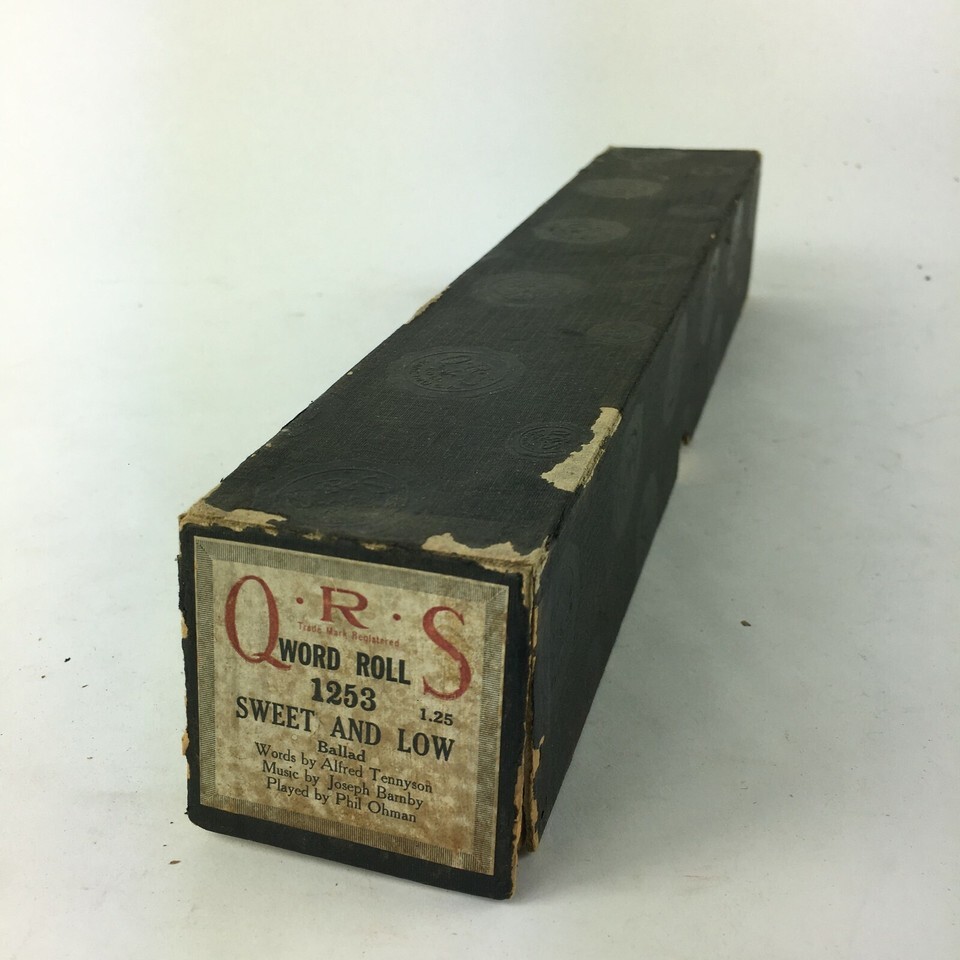 Q·R·S
Trade Mark Registered
WORD ROLL
1253
1.25
SWEET AND LOW
Ballad
Words by Alfred Tennyson
Music by Joseph Barnby
Played by Phil Ohman